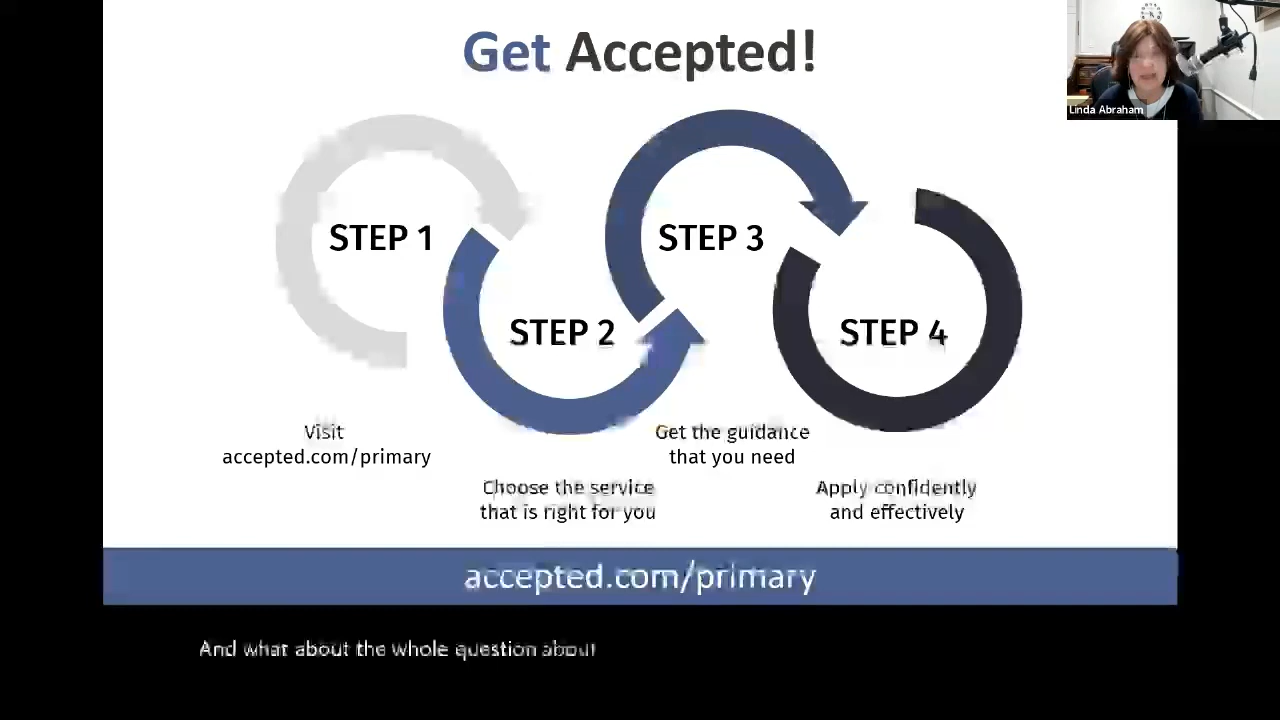 Get Accepted!
Linda Abraham
STEP 1
STEP 2
STEP 3
STEP 4
Visit
accepted.com/primary
Choose the service
that is right for you
Get the guidance
that you need
Apply confidently
and effectively
accepted.com/primary
And what about the whole question about